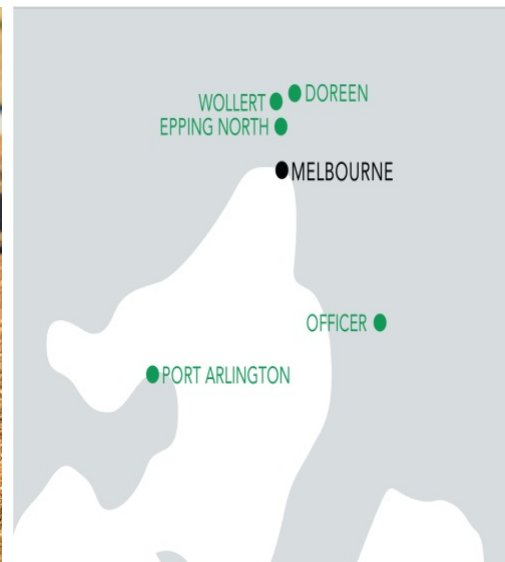 DOREEN
WOLLERT
EPPING NORTH
MELBOURNE
OFFICER
PORT ARLINGTON